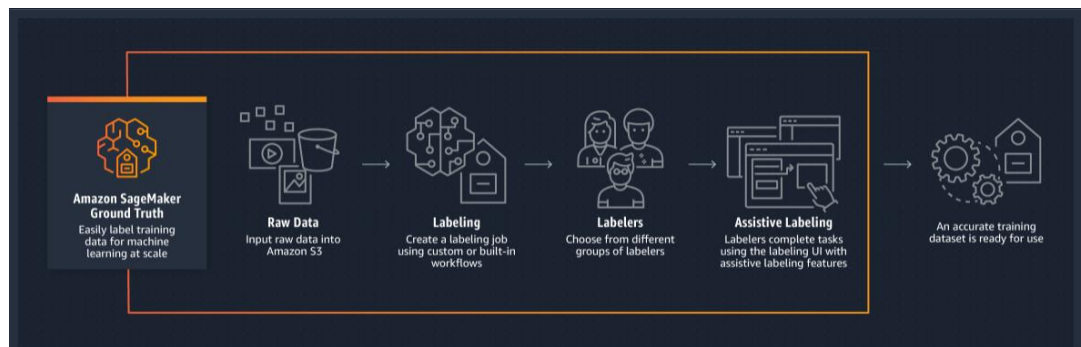 Amazon SageMaker
Ground Truth
Easily label training
data for machine
learning at scale
Raw Data
Input raw data into
Amazon S3
Labeling
Create a labeling job
using custom or built-in
workflows
Labelers
Choose from different
groups of labelers
Assistive Labeling
Labelers complete tasks
using the labeling UI with
assistive labeling features
An accurate training
dataset is ready for use